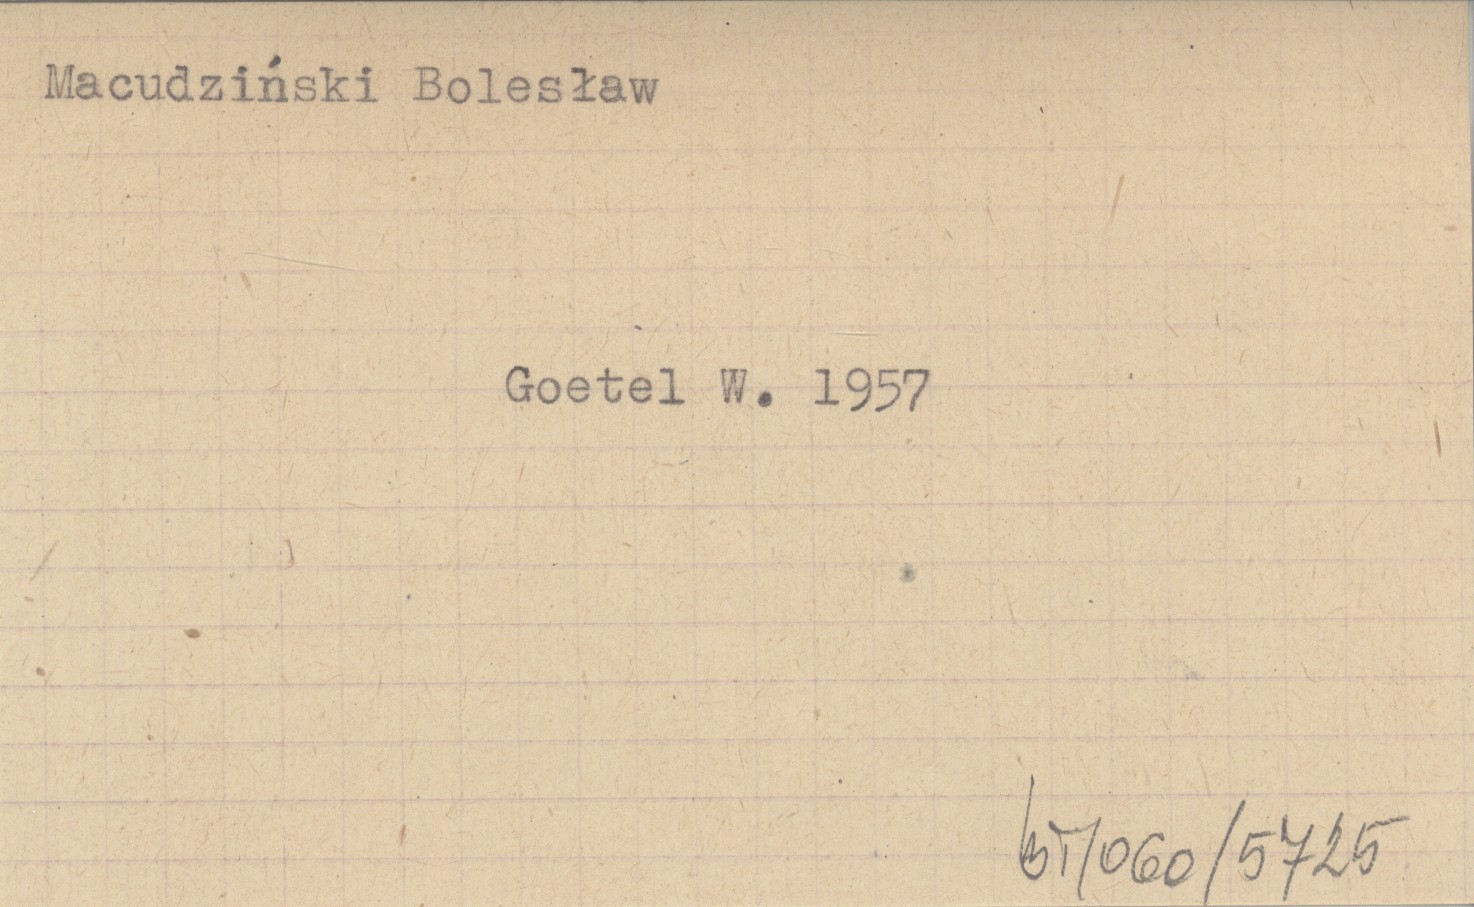 Macudziński Bolesław
Goetel W. 1957
BT/060/5725